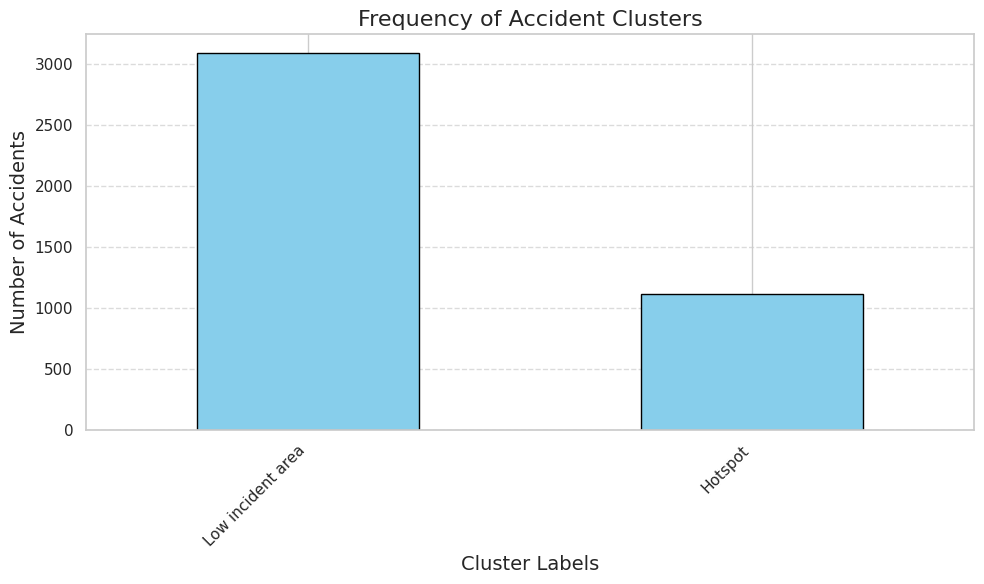 Frequency of Accident Clusters
Number of Accidents
3000
2500
2000
1500
1000
500
0
Low incident area
Hotspot
Cluster Labels